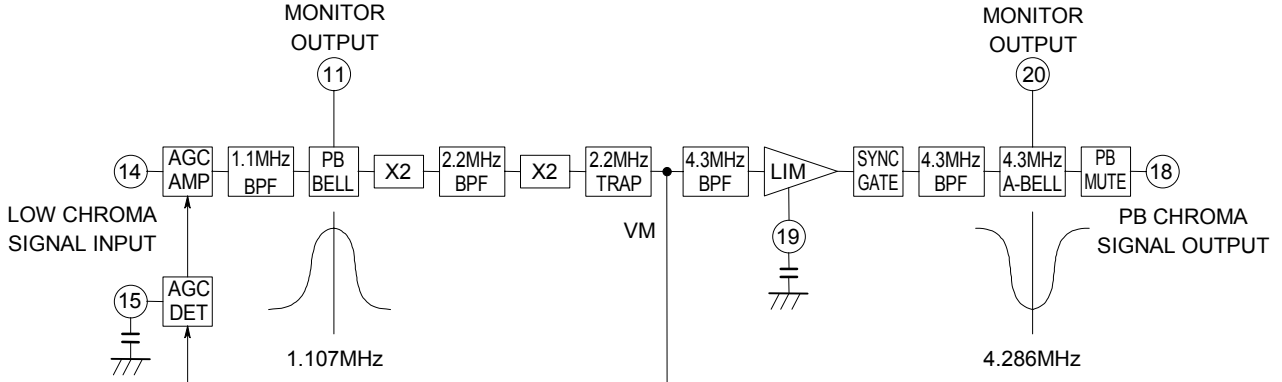 MONITOR
OUTPUT
11
MONITOR
OUTPUT
20
14
AGC
AMP
1.1MHz
BPF
PB
BELL
X2
2.2MHz
BPF
X2
2.2MHz
TRAP
4.3MHz
BPF
LIM
SYNC
GATE
4.3MHz
BPF
4.3MHz
A-BELL
PB
MUTE
18
LOW CHROMA
SIGNAL INPUT
VM
19
PB CHROMA
SIGNAL OUTPUT
15
AGC
DET
1.107MHz
4.286MHz